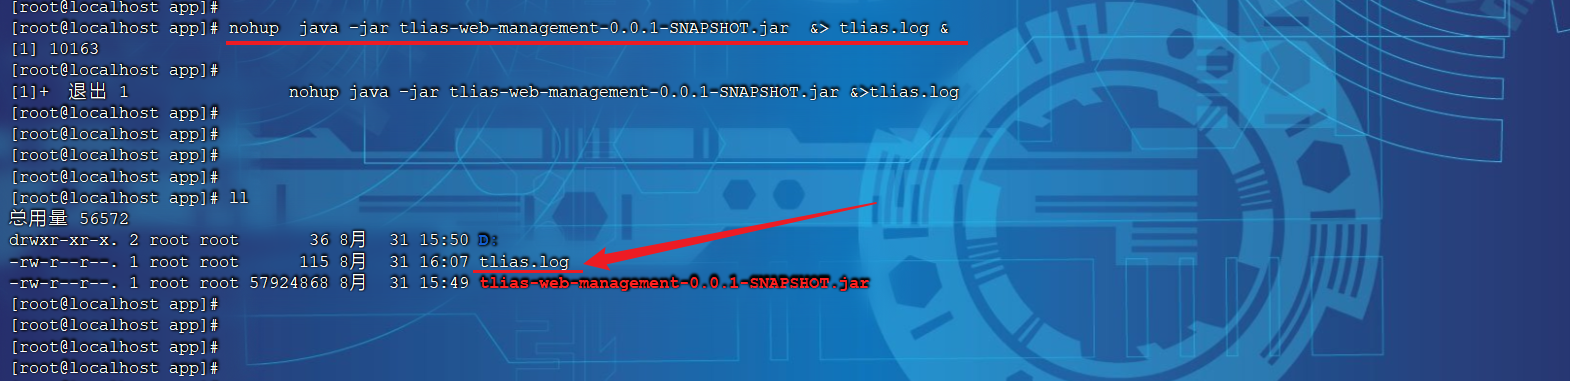 [root@localhost app]#
[root@localhost app]# nohup  java -jar tlias-web-management-0.0.1-SNAPSHOT.jar  &> tlias.log &
[1] 10163
[root@localhost app]#
[1]+  退出 1                nohup java -jar tlias-web-management-0.0.1-SNAPSHOT.jar &>tlias.log
[root@localhost app]#
[root@localhost app]#
[root@localhost app]#
[root@localhost app]#
[root@localhost app]# ll
总用量 56572
drwxr-xr-x. 2 root root       36 8月  31 15:50 D:
-rw-r--r--. 1 root root      115 8月  31 16:07 tlias.log
-rw-r--r--. 1 root root 57924868 8月  31 15:49 tlias-web-management-0.0.1-SNAPSHOT.jar
[root@localhost app]#
[root@localhost app]#
[root@localhost app]#
[root@localhost app]#